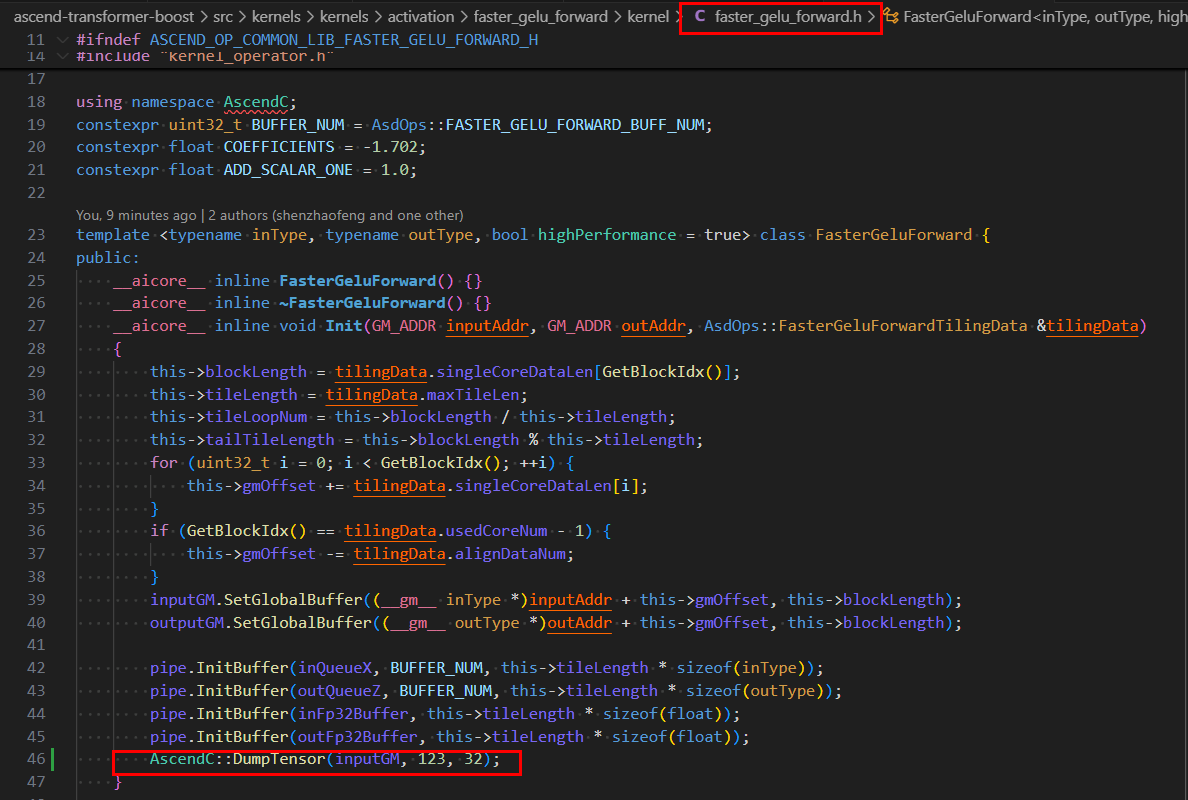 ascend-transformer-boost > src > kernels > kernels > activation > faster_gelu_forward > kernel > C faster_gelu_forward.h > FasterGeluForward<inType, outType, high
11 #ifndef ASCEND_OP_COMMON_LIB_FASTER_GELU_FORWARD_H
14 #include "kernel_operator.h"
17
18 using namespace AscendC;
19 constexpr uint32_t BUFFER_NUM = AsdOps::FASTER_GELU_FORWARD_BUFF_NUM;
20 constexpr float COEFFICIENTS = -1.702;
21 constexpr float ADD_SCALAR_ONE = 1.0;
22
You, 9 minutes ago | 2 authors (shenzhaofeng and one other)
23 template <typename inType, typename outType, bool highPerformance = true> class FasterGeluForward {
24 public:
25     __aicore__ inline FasterGeluForward() {}
26     __aicore__ inline ~FasterGeluForward() {}
27     __aicore__ inline void Init(GM_ADDR inputAddr, GM_ADDR outAddr, AsdOps::FasterGeluForwardTilingData &tilingData)
28     {
29         this->blockLength = tilingData.singleCoreDataLen[GetBlockIdx()];
30         this->tileLength = tilingData.maxTileLen;
31         this->tileLoopNum = this->blockLength / this->tileLength;
32         this->tailTileLength = this->blockLength % this->tileLength;
33         for (uint32_t i = 0; i < GetBlockIdx(); ++i) {
34             this->gmOffset += tilingData.singleCoreDataLen[i];
35         }
36         if (GetBlockIdx() == tilingData.usedCoreNum - 1) {
37             this->gmOffset -= tilingData.alignDataNum;
38         }
39         inputGM.SetGlobalBuffer((__gm__ inType *)inputAddr + this->gmOffset, this->blockLength);
40         outputGM.SetGlobalBuffer((__gm__ outType *)outAddr + this->gmOffset, this->blockLength);
41
42         pipe.InitBuffer(inQueueX, BUFFER_NUM, this->tileLength * sizeof(inType));
43         pipe.InitBuffer(outQueueZ, BUFFER_NUM, this->tileLength * sizeof(outType));
44         pipe.InitBuffer(inFp32Buffer, this->tileLength * sizeof(float));
45         pipe.InitBuffer(outFp32Buffer, this->tileLength * sizeof(float));
46         AscendC::DumpTensor(inputGM, 123, 32);
47     }